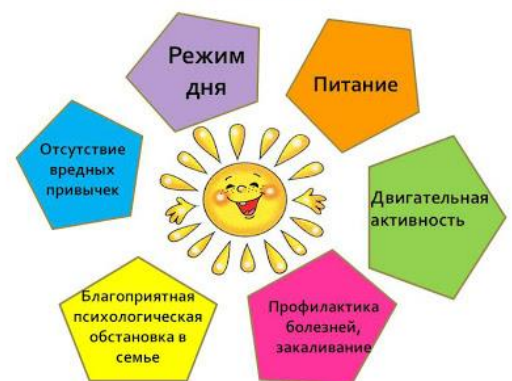 Режим
дня
Питание
Отсутствие
вредных
привычек
Двигательная
активность
Благоприятная
психологическая
обстановка в
семье
Профилактика
болезней,
закаливание